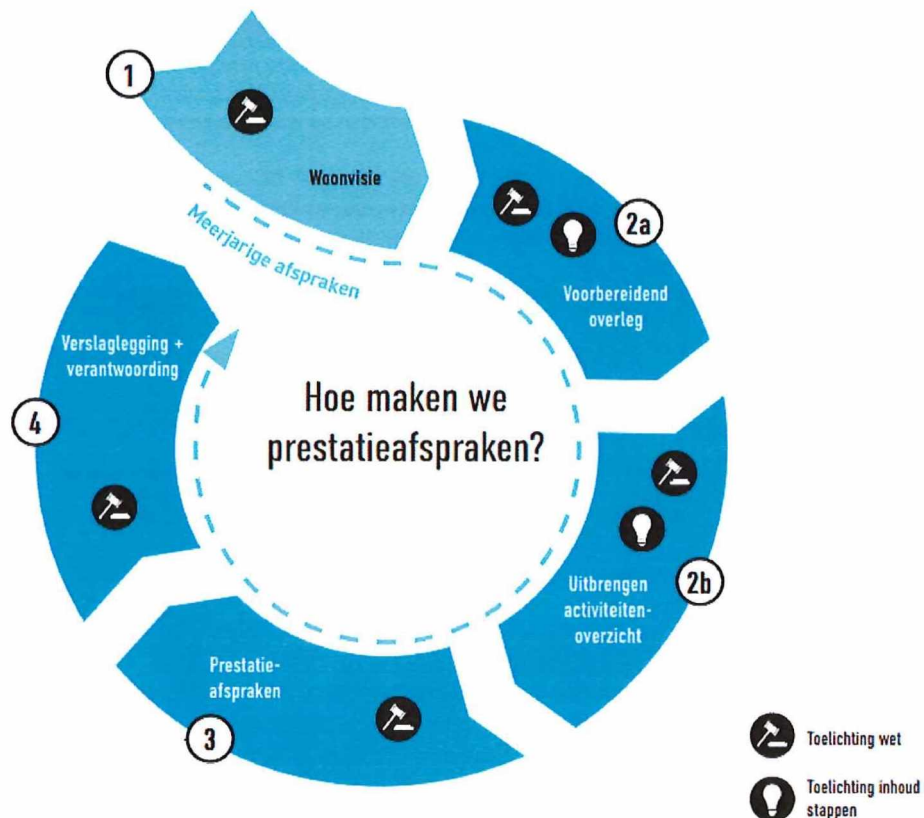 1
Woonvisie
Meerjarige afspraken
2a
Voorbereidend
overleg
Verslaglegging +
verantwoording
4
Hoe maken we
prestatieafspraken?
Uitbrengen
activiteiten-
overzicht
2b
Prestatie-
afspraken
3
Toelichting wet
Toelichting inhoud
stappen